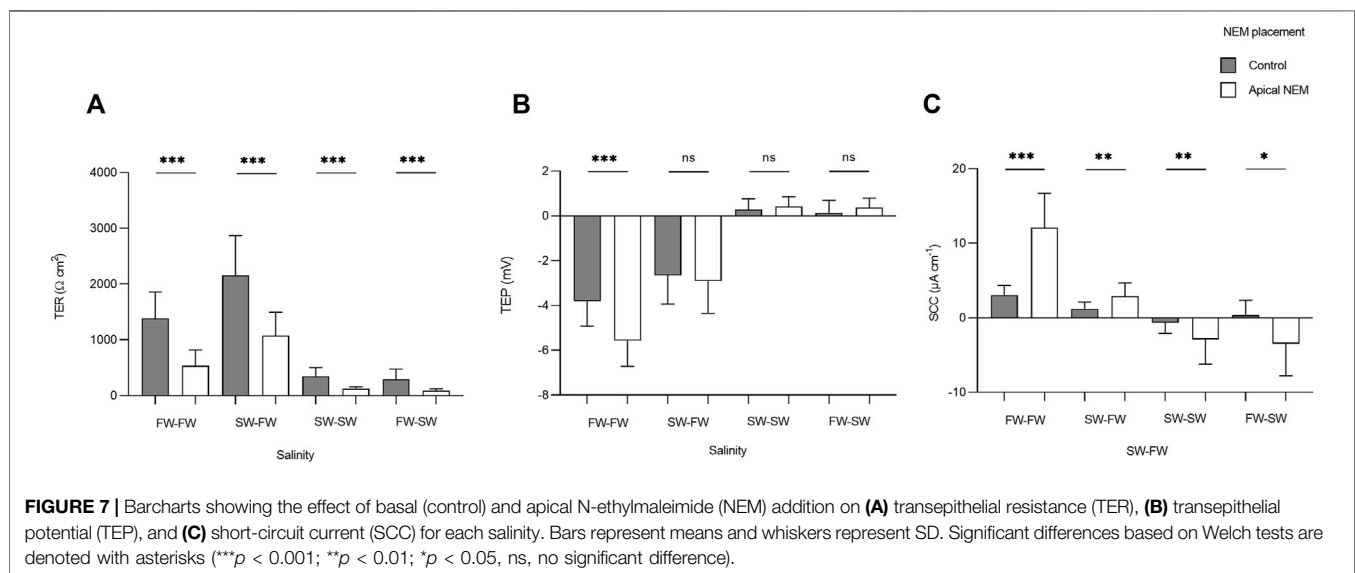 NEM placement
Control
Apical NEM
A
B
C
*** *** *** ***
*** ns ns ns
*** ** ** *
4000
3000
2000
1000
0
TER (Ω cm²)
FW-FW SW-FW SW-SW FW-SW
Salinity
2
0
-2
-4
-6
-8
TEP (mV)
FW-FW SW-FW SW-SW FW-SW
Salinity
20
10
0
-10
SCC (µA cm⁻¹)
FW-FW SW-FW SW-SW FW-SW
SW-FW
FIGURE 7 | Barcharts showing the effect of basal (control) and apical N-ethylmaleimide (NEM) addition on (A) transepithelial resistance (TER), (B) transepithelial
potential (TEP), and (C) short-circuit current (SCC) for each salinity. Bars represent means and whiskers represent SD. Significant differences based on Welch tests are
denoted with asterisks (***p < 0.001; **p < 0.01; *p < 0.05, ns, no significant difference).